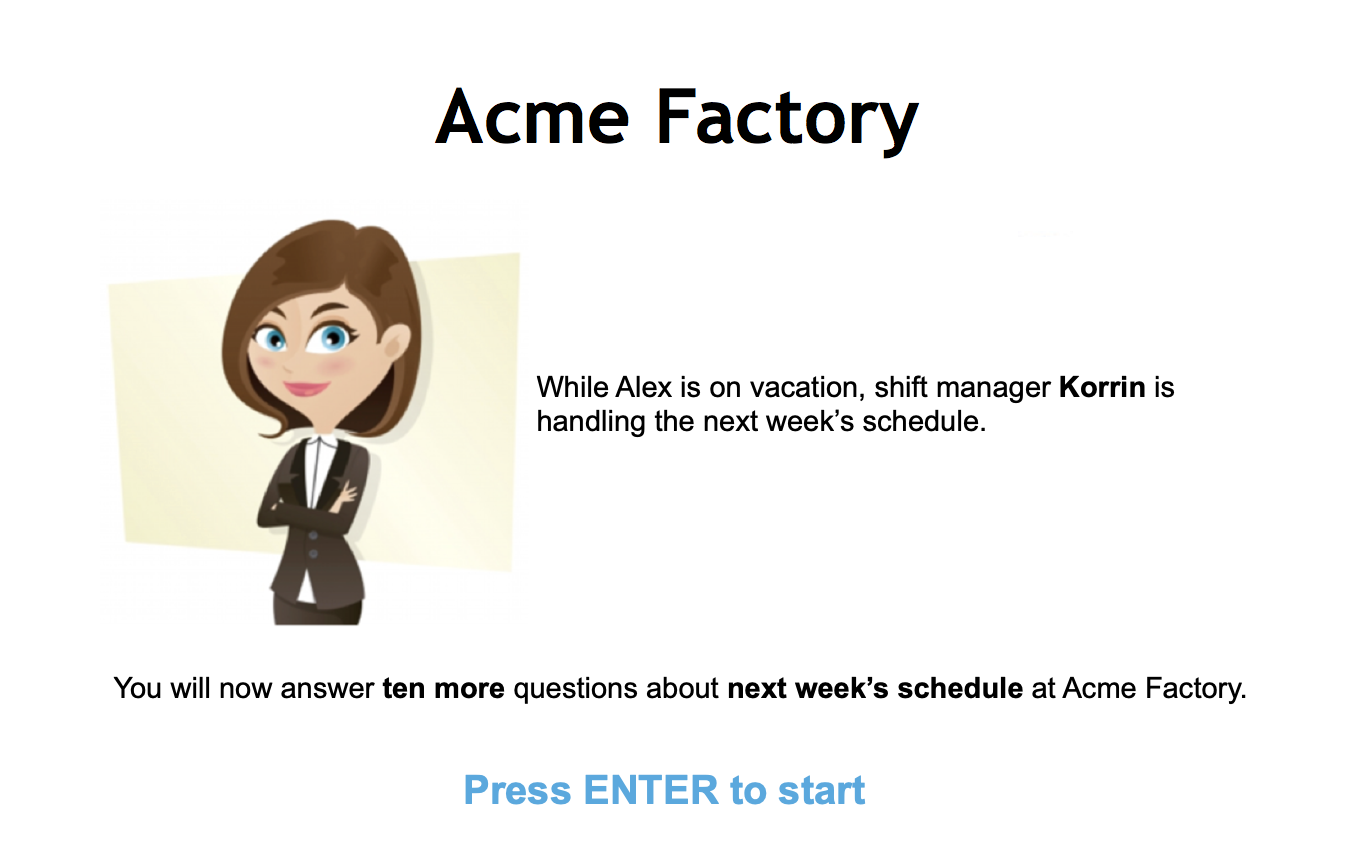 Acme Factory
While Alex is on vacation, shift manager Korrin is
handling the next week’s schedule.
You will now answer ten more questions about next week’s schedule at Acme Factory.
Press ENTER to start